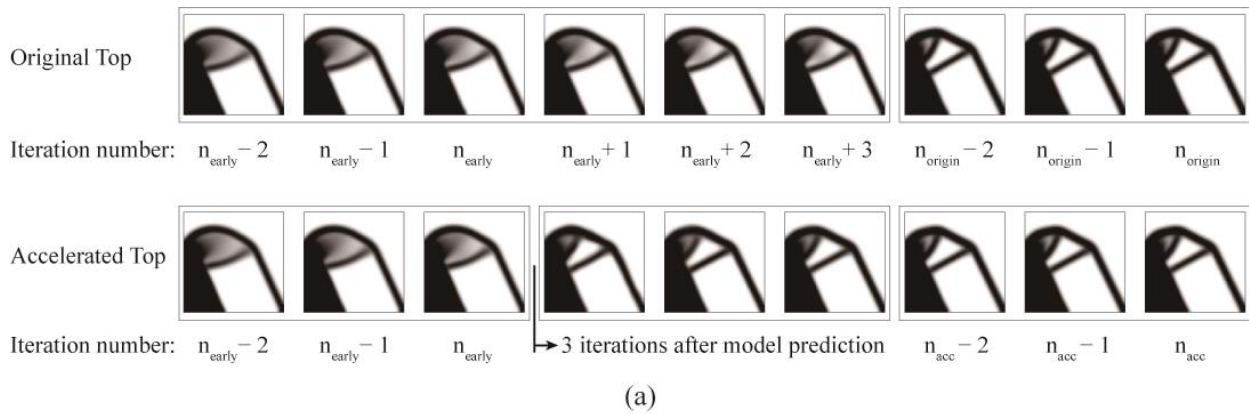 Original Top
Iteration number: n_early − 2 n_early − 1 n_early n_early + 1 n_early + 2 n_early + 3 n_origin − 2 n_origin − 1 n_origin
Accelerated Top
Iteration number: n_early − 2 n_early − 1 n_early 3 iterations after model prediction n_acc − 2 n_acc − 1 n_acc
(a)